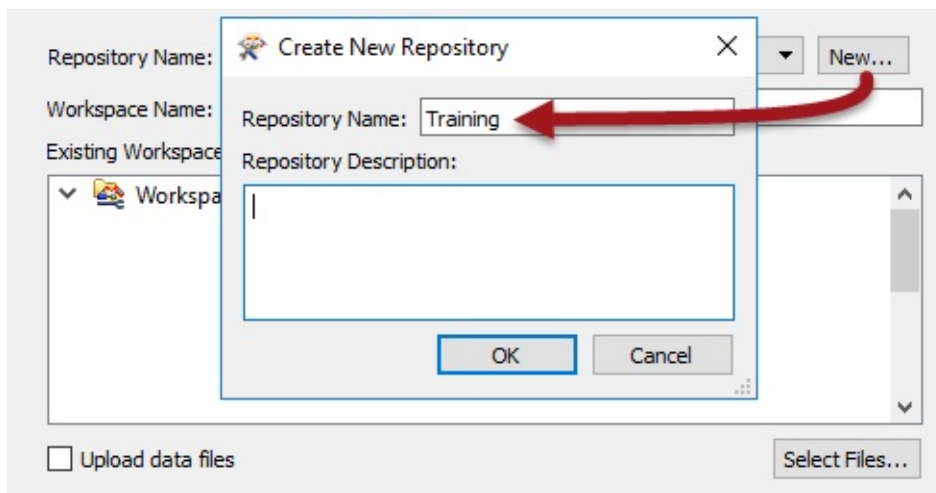 Create New Repository
Repository Name:
New...
Repository Name: Training
Workspace Name:
Existing Workspace
Repository Description:
Workspa
OK
Cancel
Upload data files
Select Files...